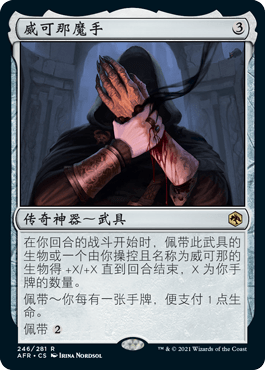 威可那魔手 3
传奇神器～武具
在你回合的战斗开始时，佩带此武具的
生物或一个由你操控且名称为威可那的
生物得 +X/+X 直到回合结束，X 为你手
牌的数量。
佩带～你每有一张手牌，便支付 1 点生
命。
佩带 2
246/281 R
AFR • CS Irina Nordsol
™ & © 2021 Wizards of the Coast